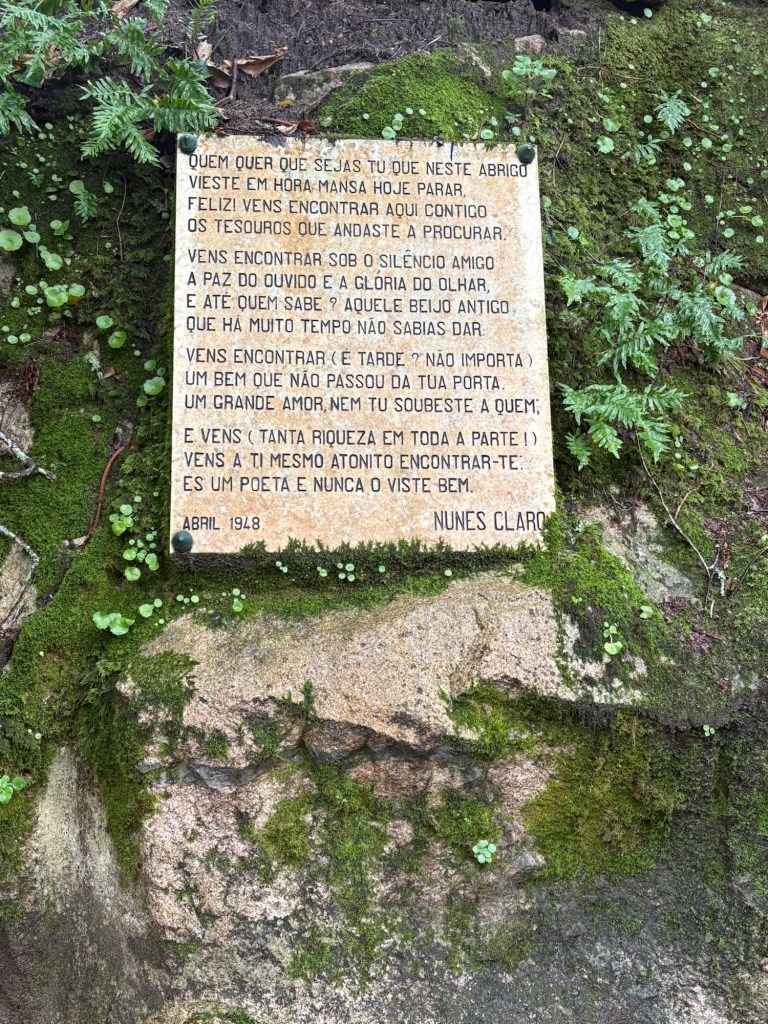 QUEM QUER QUE SEJAS TU QUE NESTE ABRIGO
VIESTE EM HORA MANSA HOJE PARAR,
FELIZ! VENS ENCONTRAR AQUI CONTIGO
OS TESOUROS QUE ANDASTE A PROCURAR.
VENS ENCONTRAR SOB O SILÊNCIO AMIGO
A PAZ DO OUVIDO E A GLÓRIA DO OLHAR,
E ATÉ QUEM SABE ? AQUELE BEIJO ANTIGO
QUE HÁ MUITO TEMPO NÃO SABIAS DAR.
VENS ENCONTRAR ( É TARDE ? NÃO IMPORTA )
UM BEM QUE NÃO PASSOU DA TUA PORTA.
UM GRANDE AMOR, NEM TU SOUBESTE A QUEM;
E VENS ( TANTA RIQUEZA EM TODA A PARTE ! )
VENS A TI MESMO ATONITO ENCONTRAR-TE:
ES UM POETA E NUNCA O VISTE BEM.
ABRIL 1948
NUNES CLARO